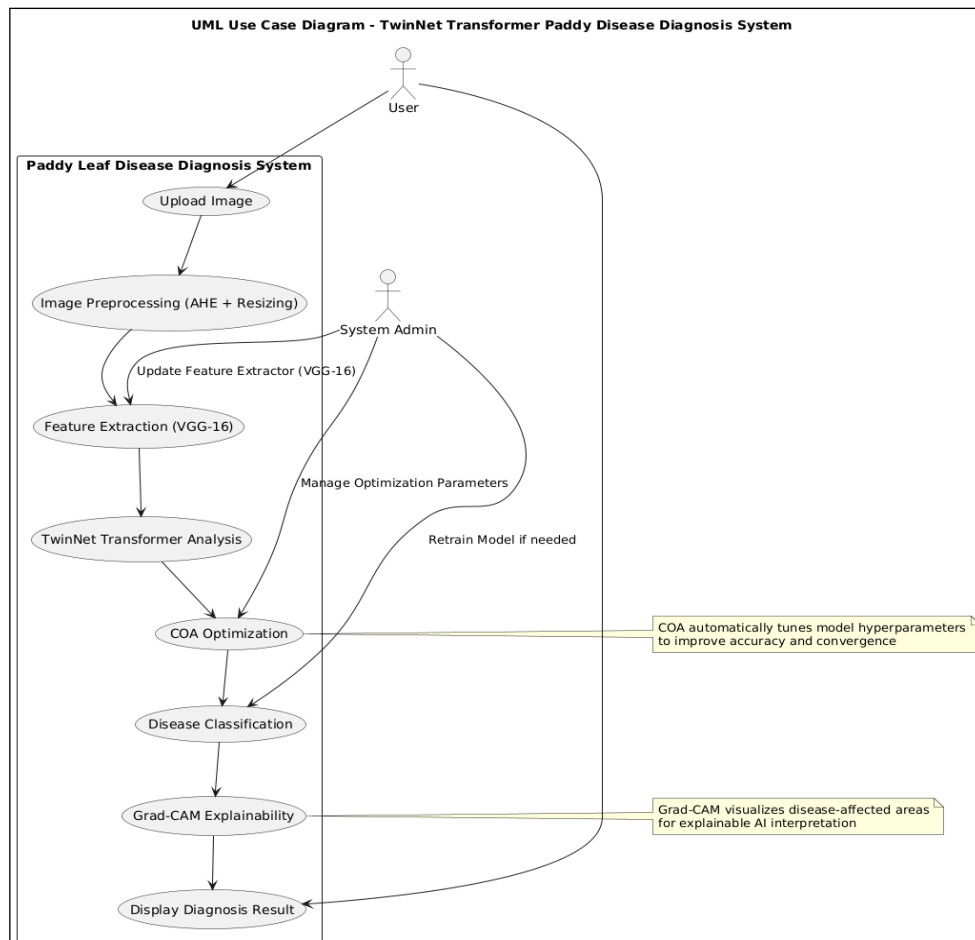 UML Use Case Diagram - TwinNet Transformer Paddy Disease Diagnosis System
User
Paddy Leaf Disease Diagnosis System
Upload Image
Image Preprocessing (AHE + Resizing)
System Admin
Update Feature Extractor (VGG-16)
Feature Extraction (VGG-16)
Manage Optimization Parameters
TwinNet Transformer Analysis
Retrain Model if needed
COA Optimization
COA automatically tunes model hyperparameters
to improve accuracy and convergence
Disease Classification
Grad-CAM Explainability
Grad-CAM visualizes disease-affected areas
for explainable AI interpretation
Display Diagnosis Result